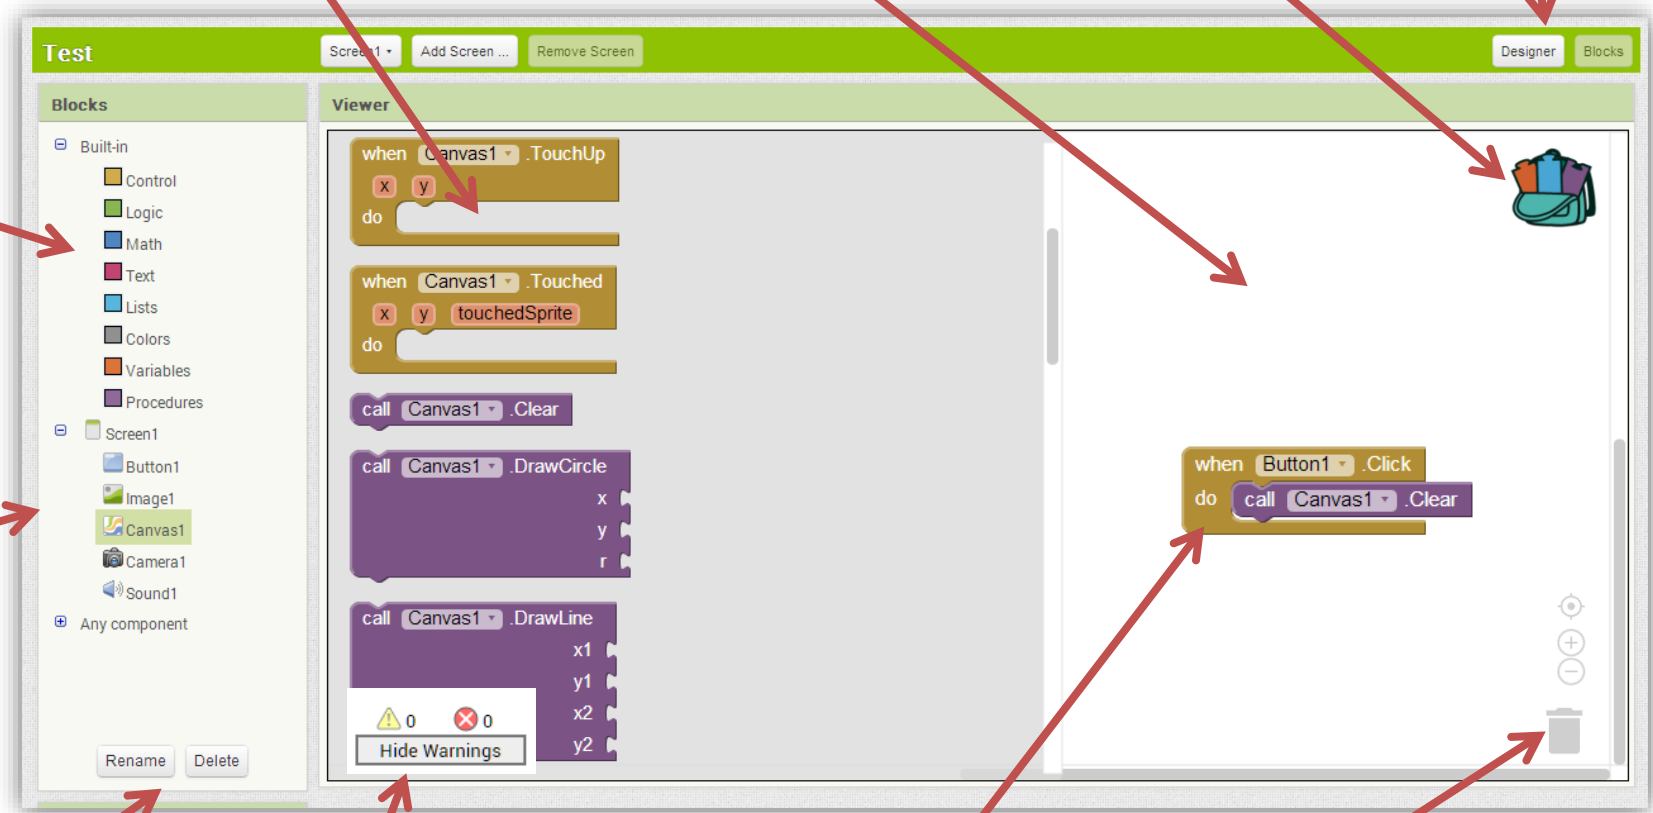 Test
Screen1
Add Screen ...
Remove Screen
Designer
Blocks
Blocks
Viewer
Built-in
Control
Logic
Math
Text
Lists
Colors
Variables
Procedures
Screen1
Button1
Image1
Canvas1
Camera1
Sound1
Any component
Rename
Delete
when Canvas1 .TouchUp
x y
do
when Canvas1 .Touched
x y touchedSprite
do
call Canvas1 .Clear
call Canvas1 .DrawCircle
x
y
r
call Canvas1 .DrawLine
x1
y1
x2
y2
0 0
Hide Warnings
when Button1 .Click
do call Canvas1 .Clear